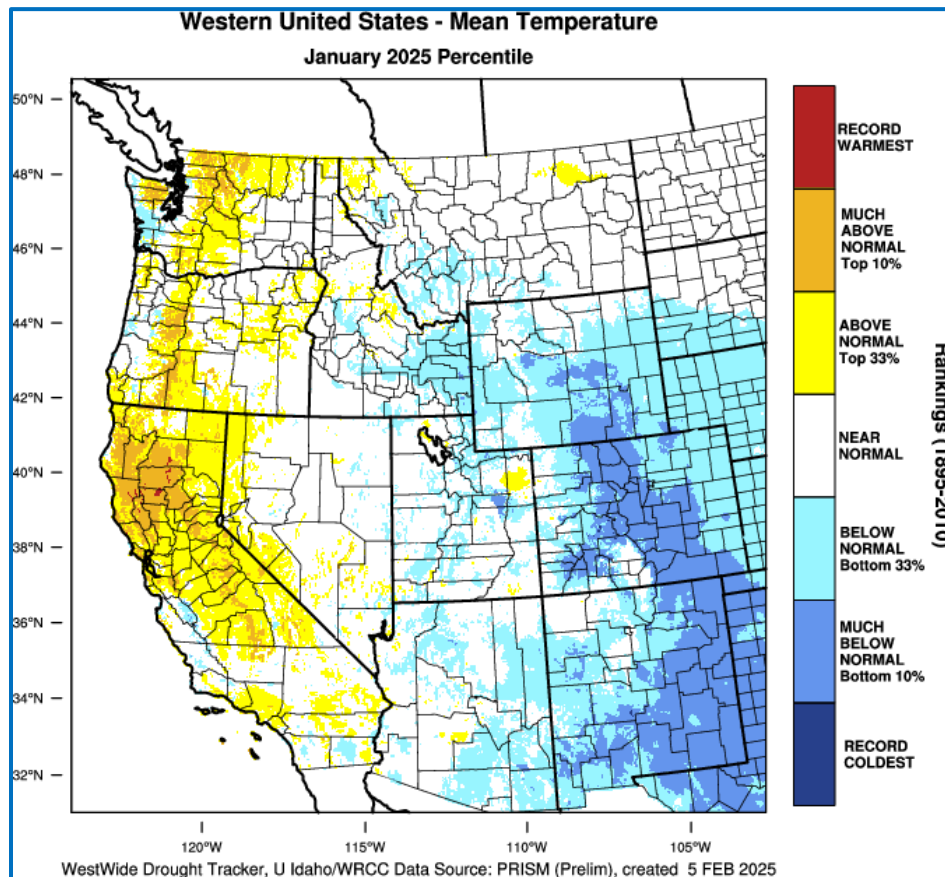 Western United States - Mean Temperature
January 2025 Percentile
50°N
48°N
46°N
44°N
42°N
40°N
38°N
36°N
34°N
32°N
120°W
115°W
110°W
105°W
RECORD
WARMEST
MUCH
ABOVE
NORMAL
Top 10%
ABOVE
NORMAL
Top 33%
NEAR
NORMAL
BELOW
NORMAL
Bottom 33%
MUCH
BELOW
NORMAL
Bottom 10%
RECORD
COLDEST
Rankings (1895-2010)
WestWide Drought Tracker, U Idaho/WRCC Data Source: PRISM (Prelim), created 5 FEB 2025